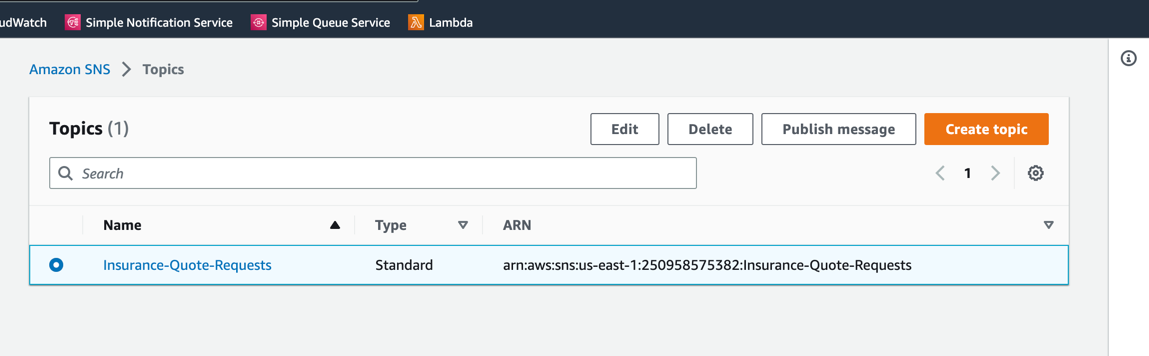 udWatch Simple Notification Service Simple Queue Service Lambda
Amazon SNS > Topics
Topics (1) Edit Delete Publish message Create topic
Search 1
Name Type ARN
Insurance-Quote-Requests Standard arn:aws:sns:us-east-1:250958575382:Insurance-Quote-Requests